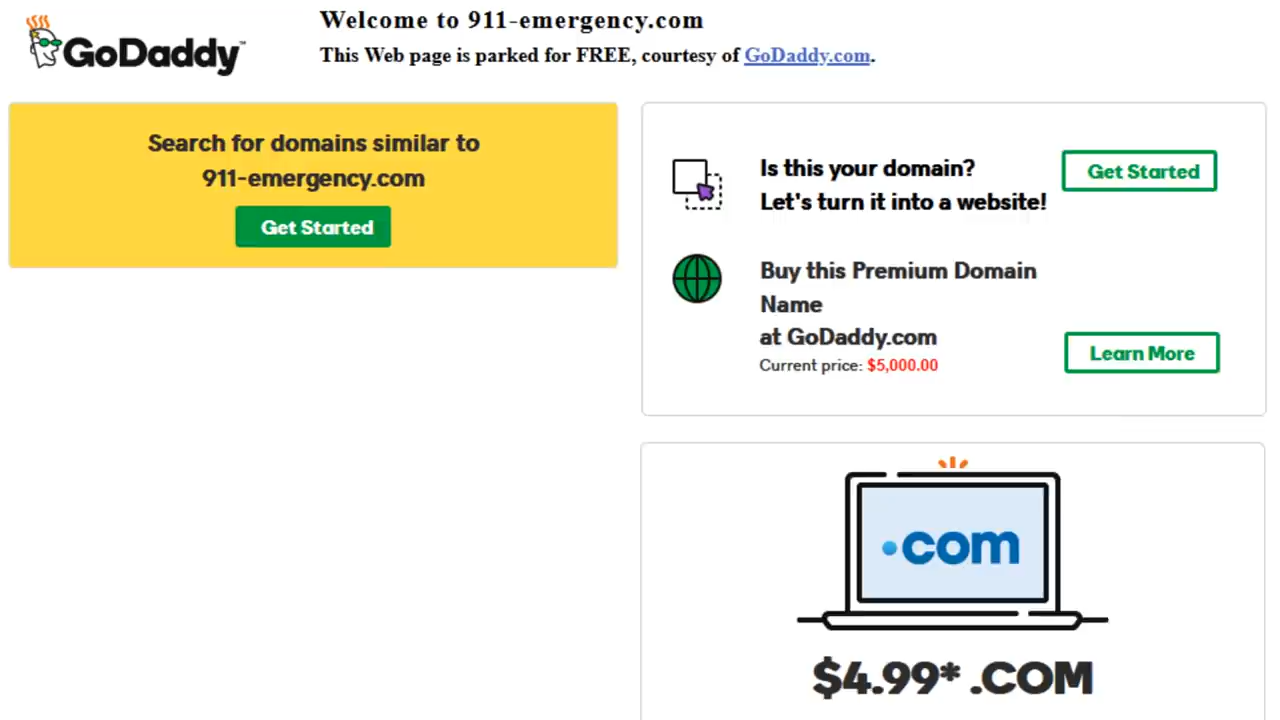 GoDaddy™
Welcome to 911-emergency.com
This Web page is parked for FREE, courtesy of GoDaddy.com.
Search for domains similar to
911-emergency.com
Get Started
Is this your domain?
Let's turn it into a website!
Get Started
Buy this Premium Domain
Name
at GoDaddy.com
Current price: $5,000.00
Learn More
.com
$4.99* .COM